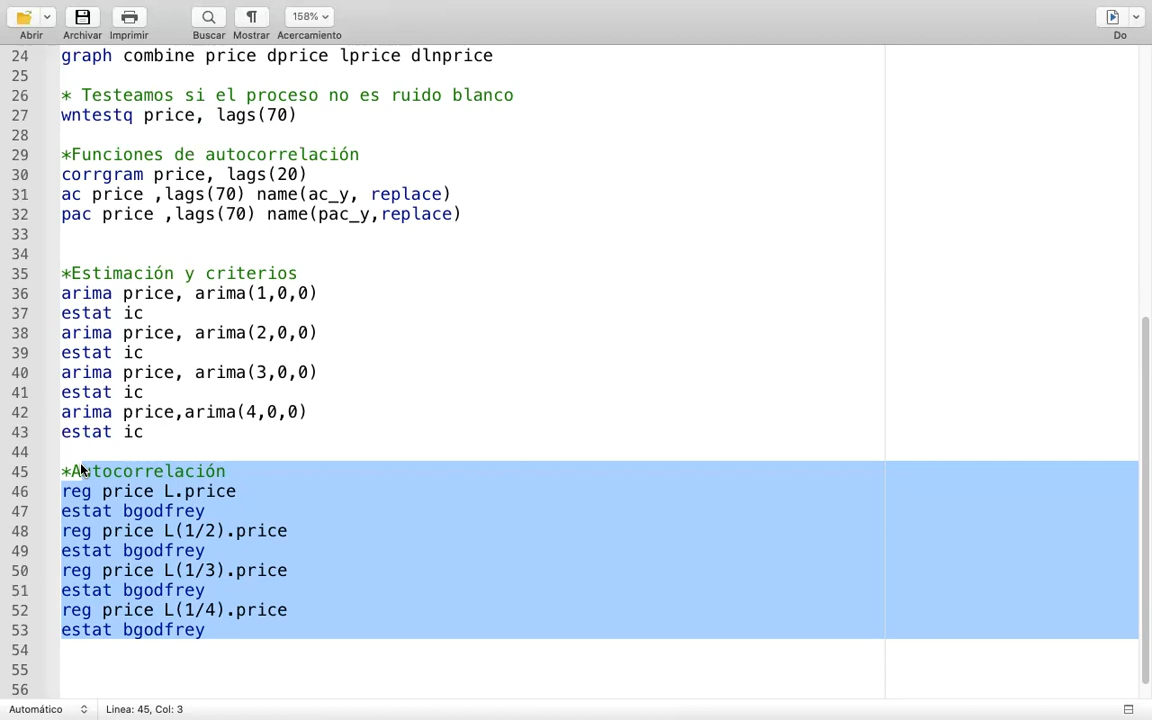 158%
Abrir Archivar Imprimir Buscar Mostrar Acercamiento Do
24 graph combine price dprice lprice dlnprice
25
26 * Testeamos si el proceso no es ruido blanco
27 wntestq price, lags(70)
28
29 *Funciones de autocorrelación
30 corrgram price, lags(20)
31 ac price ,lags(70) name(ac_y, replace)
32 pac price ,lags(70) name(pac_y,replace)
33
34
35 *Estimación y criterios
36 arima price, arima(1,0,0)
37 estat ic
38 arima price, arima(2,0,0)
39 estat ic
40 arima price, arima(3,0,0)
41 estat ic
42 arima price,arima(4,0,0)
43 estat ic
44
45 *Autocorrelación
46 reg price L.price
47 estat bgodfrey
48 reg price L(1/2).price
49 estat bgodfrey
50 reg price L(1/3).price
51 estat bgodfrey
52 reg price L(1/4).price
53 estat bgodfrey
54
55
56
Automático Linea: 45, Col: 3